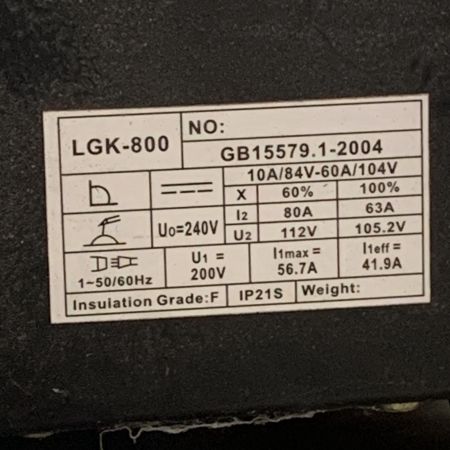 LGK-800
NO:
GB15579.1-2004
10A/84V-60A/104V
X 60% 100%
I2 80A 63A
U0=240V U2 112V 105.2V
1~50/60Hz U1 = 200V I1max = 56.7A I1eff = 41.9A
Insuiation Grade:F IP21S Weight: